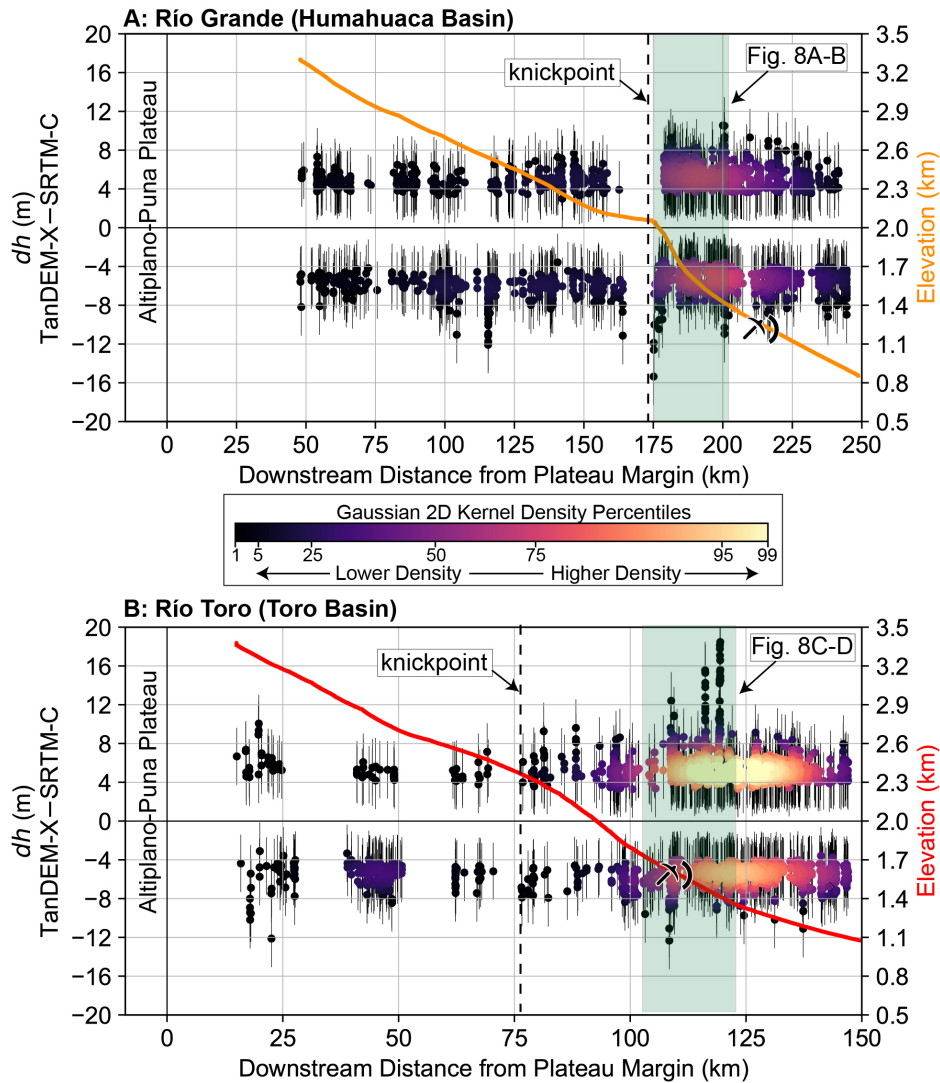 A: Río Grande (Humahuaca Basin)
20
16
12
8
4
0
−4
−8
−12
−16
−20
dh (m)
TanDEM-X−SRTM-C
Altiplano-Puna Plateau
knickpoint
Fig. 8A-B
3.5
3.2
2.9
2.6
2.3
2.0
1.7
1.4
1.1
0.8
0.5
Elevation (km)
0 25 50 75 100 125 150 175 200 225 250
Downstream Distance from Plateau Margin (km)
Gaussian 2D Kernel Density Percentiles
1 5 25 50 75 95 99
Lower Density Higher Density
B: Río Toro (Toro Basin)
20
16
12
8
4
0
−4
−8
−12
−16
−20
dh (m)
TanDEM-X−SRTM-C
Altiplano-Puna Plateau
knickpoint
Fig. 8C-D
3.5
3.2
2.9
2.6
2.3
2.0
1.7
1.4
1.1
0.8
0.5
Elevation (km)
0 25 50 75 100 125 150
Downstream Distance from Plateau Margin (km)